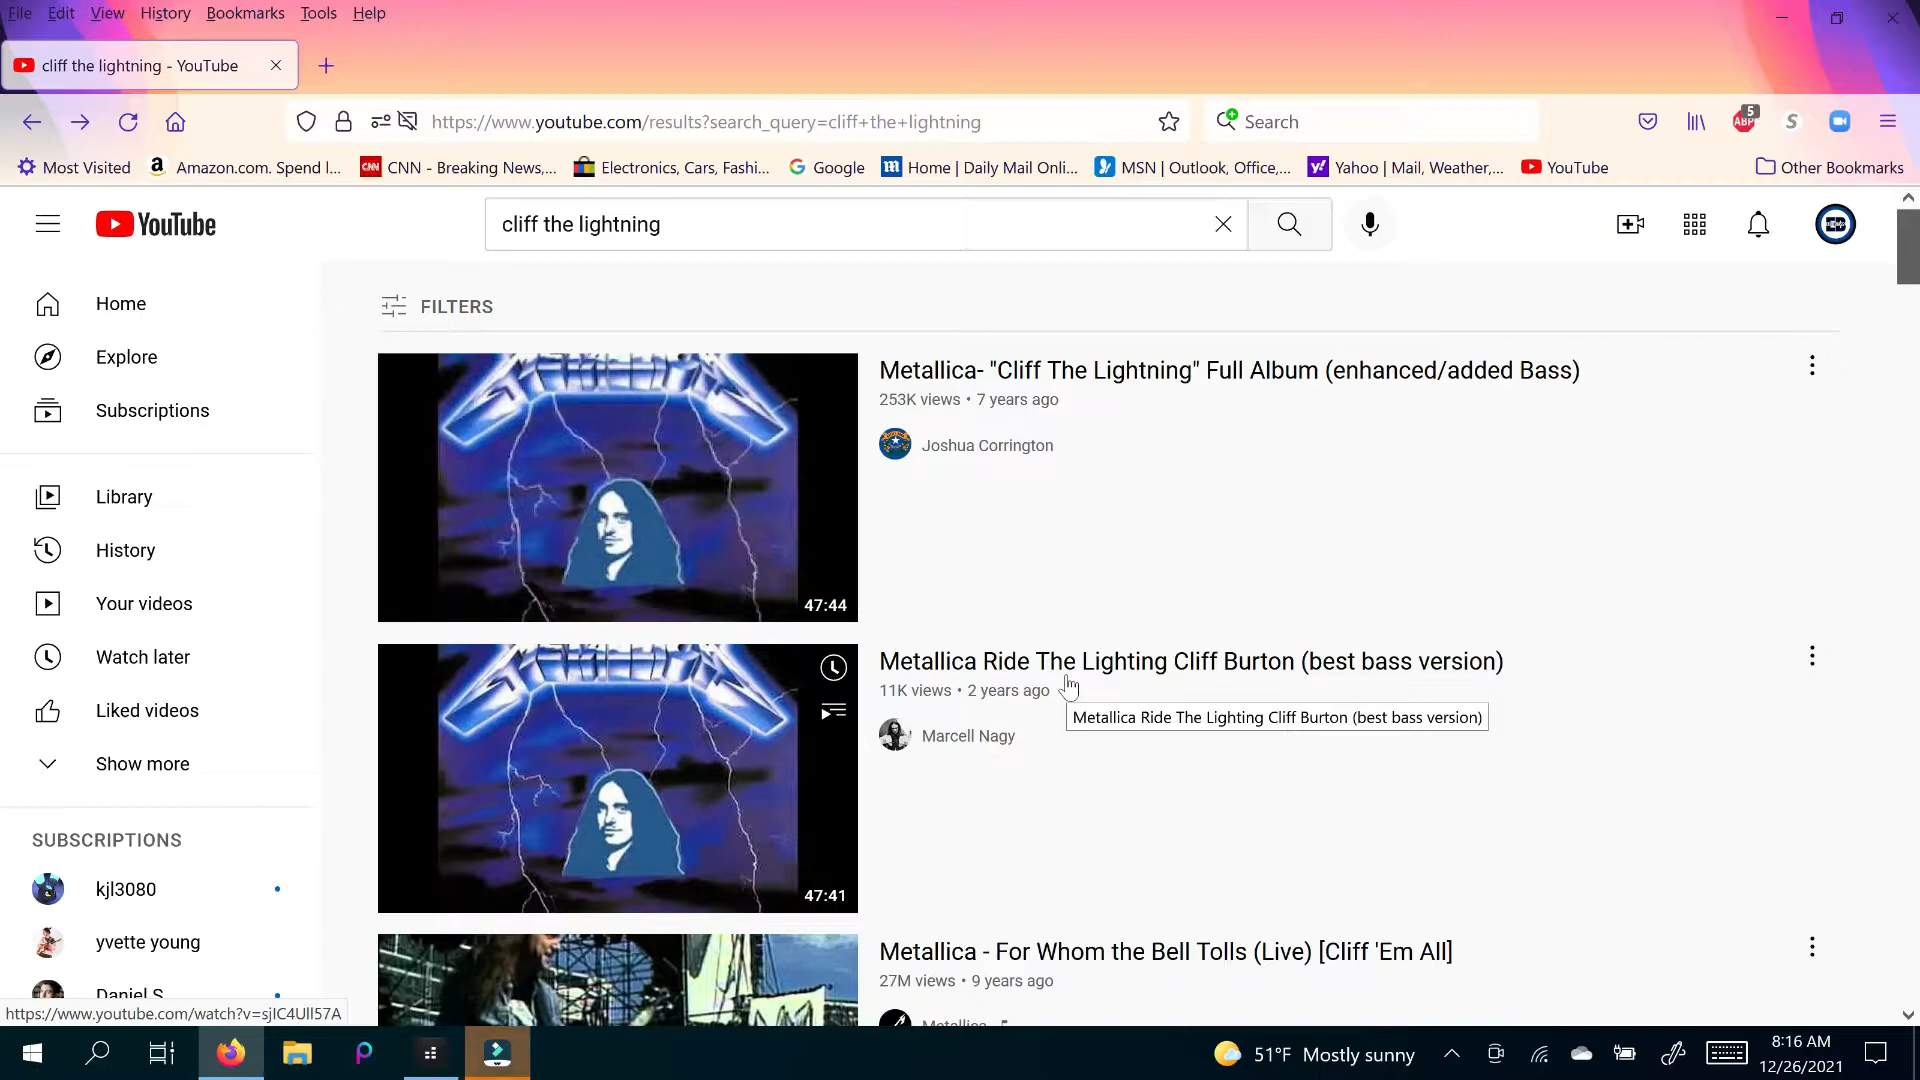 File Edit View History Bookmarks Tools Help
cliff the lightning - YouTube
https://www.youtube.com/results?search_query=cliff+the+lightning
Search
ABP
5
S
Most Visited
a Amazon.com. Spend l...
CNN CNN - Breaking News,...
Electronics, Cars, Fashi...
G Google
m Home | Daily Mail Onli...
MSN | Outlook, Office,...
y! Yahoo | Mail, Weather,...
YouTube
Other Bookmarks
YouTube
cliff the lightning
Home
Explore
Subscriptions
Library
History
Your videos
Watch later
Liked videos
Show more
SUBSCRIPTIONS
kjl3080
yvette young
Daniel S
FILTERS
47:44
Metallica- "Cliff The Lightning" Full Album (enhanced/added Bass)
253K views • 7 years ago
Joshua Corrington
47:41
Metallica Ride The Lighting Cliff Burton (best bass version)
11K views • 2 years ago
Metallica Ride The Lighting Cliff Burton (best bass version)
Marcell Nagy
Metallica - For Whom the Bell Tolls (Live) [Cliff 'Em All]
27M views • 9 years ago
Metallica
https://www.youtube.com/watch?v=sjIC4UIl57A
51°F Mostly sunny
8:16 AM
12/26/2021